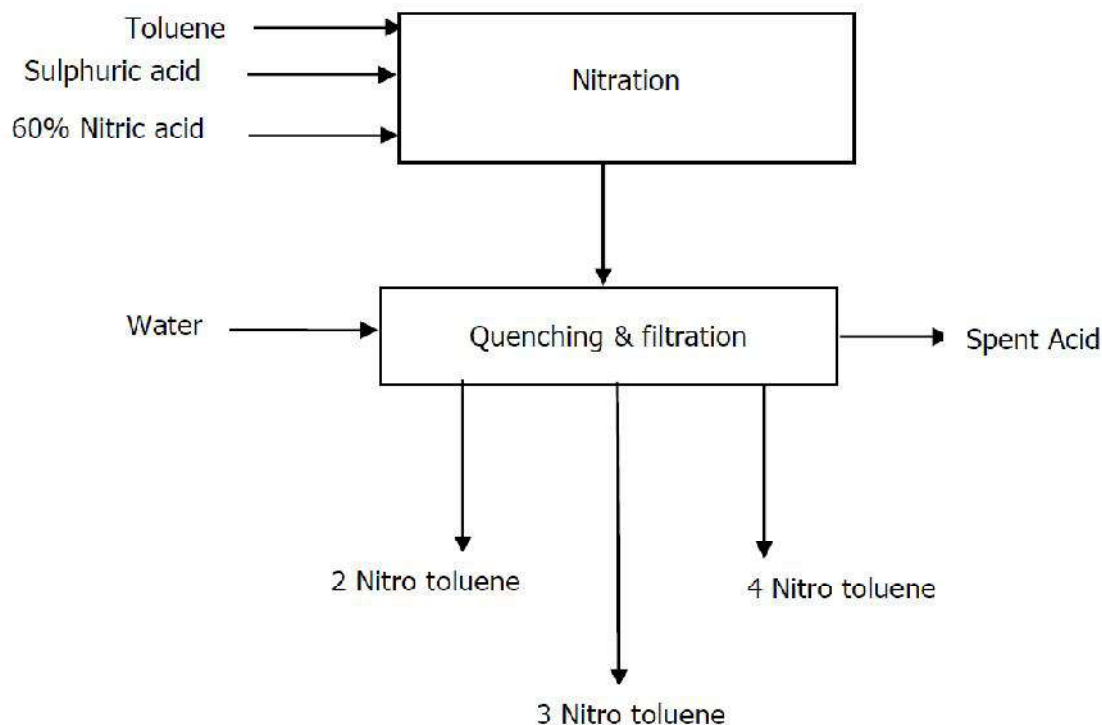 Toluene
Sulphuric acid
60% Nitric acid
Nitration
Water
Quenching & filtration
Spent Acid
2 Nitro toluene
4 Nitro toluene
3 Nitro toluene